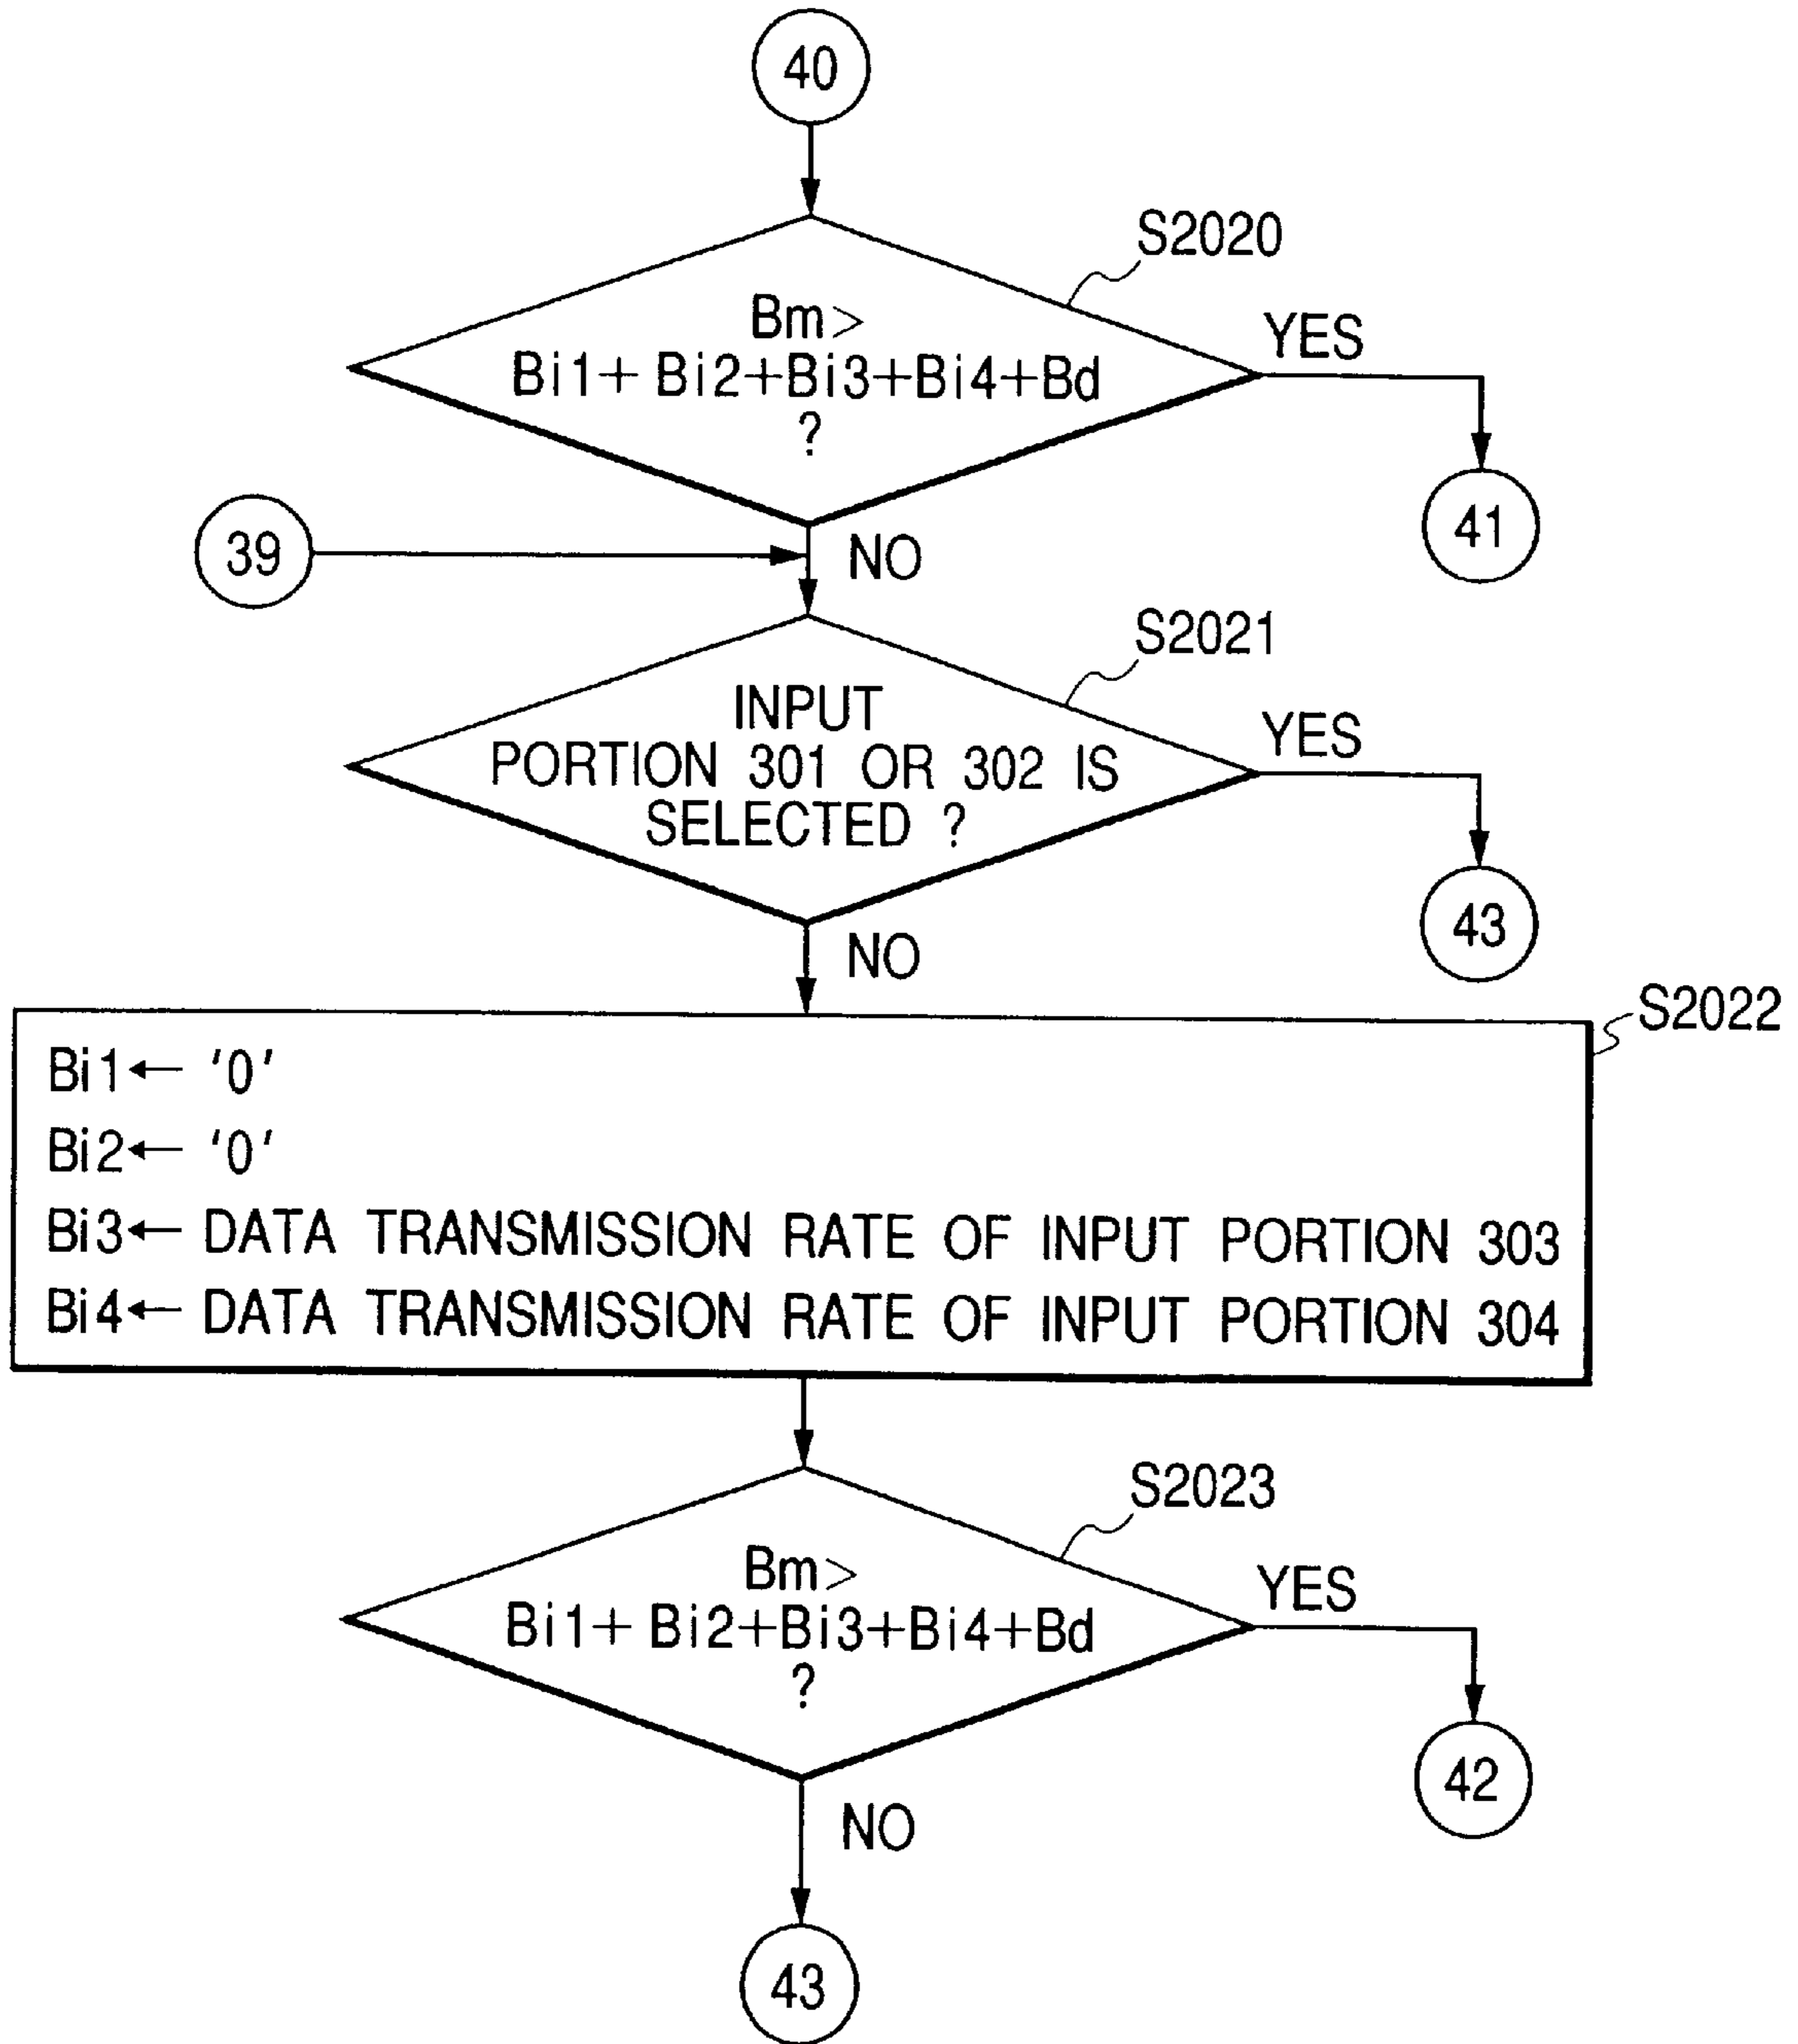 40
S2020
Bm>
Bi1+ Bi2+Bi3+Bi4+Bd
?
YES
41
39
NO
S2021
INPUT
PORTION 301 OR 302 IS
SELECTED ?
YES
43
NO
S2022
Bi1← '0'
Bi2← '0'
Bi3← DATA TRANSMISSION RATE OF INPUT PORTION 303
Bi4← DATA TRANSMISSION RATE OF INPUT PORTION 304
S2023
Bm>
Bi1+ Bi2+Bi3+Bi4+Bd
?
YES
42
NO
43